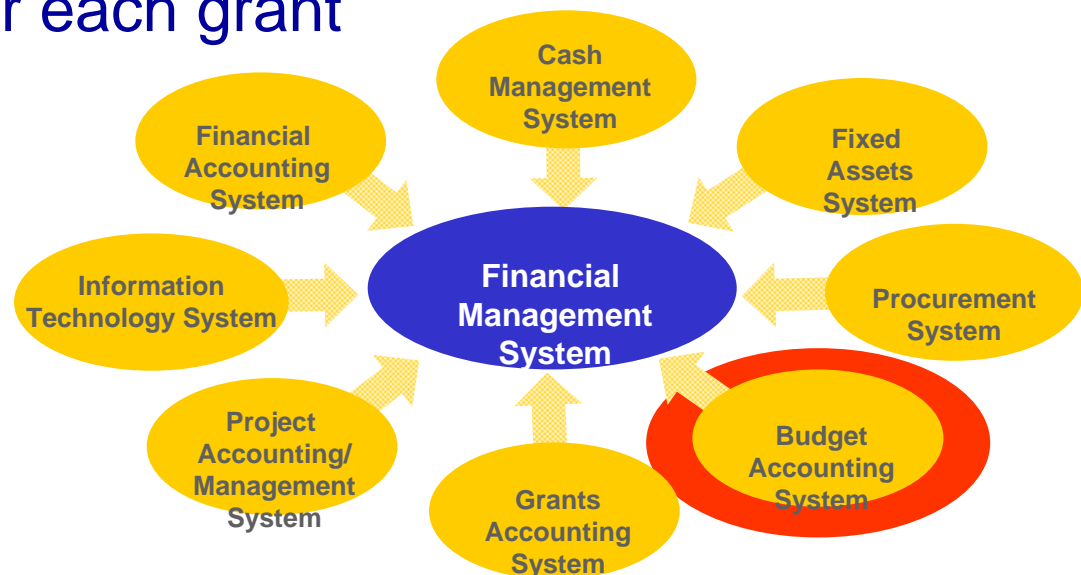 r each grant
Cash
Management
System
Financial
Accounting
System
Fixed
Assets
System
Information
Technology System
Financial
Management
System
Procurement
System
Project
Accounting/
Management
System
Grants
Accounting
System
Budget
Accounting
System